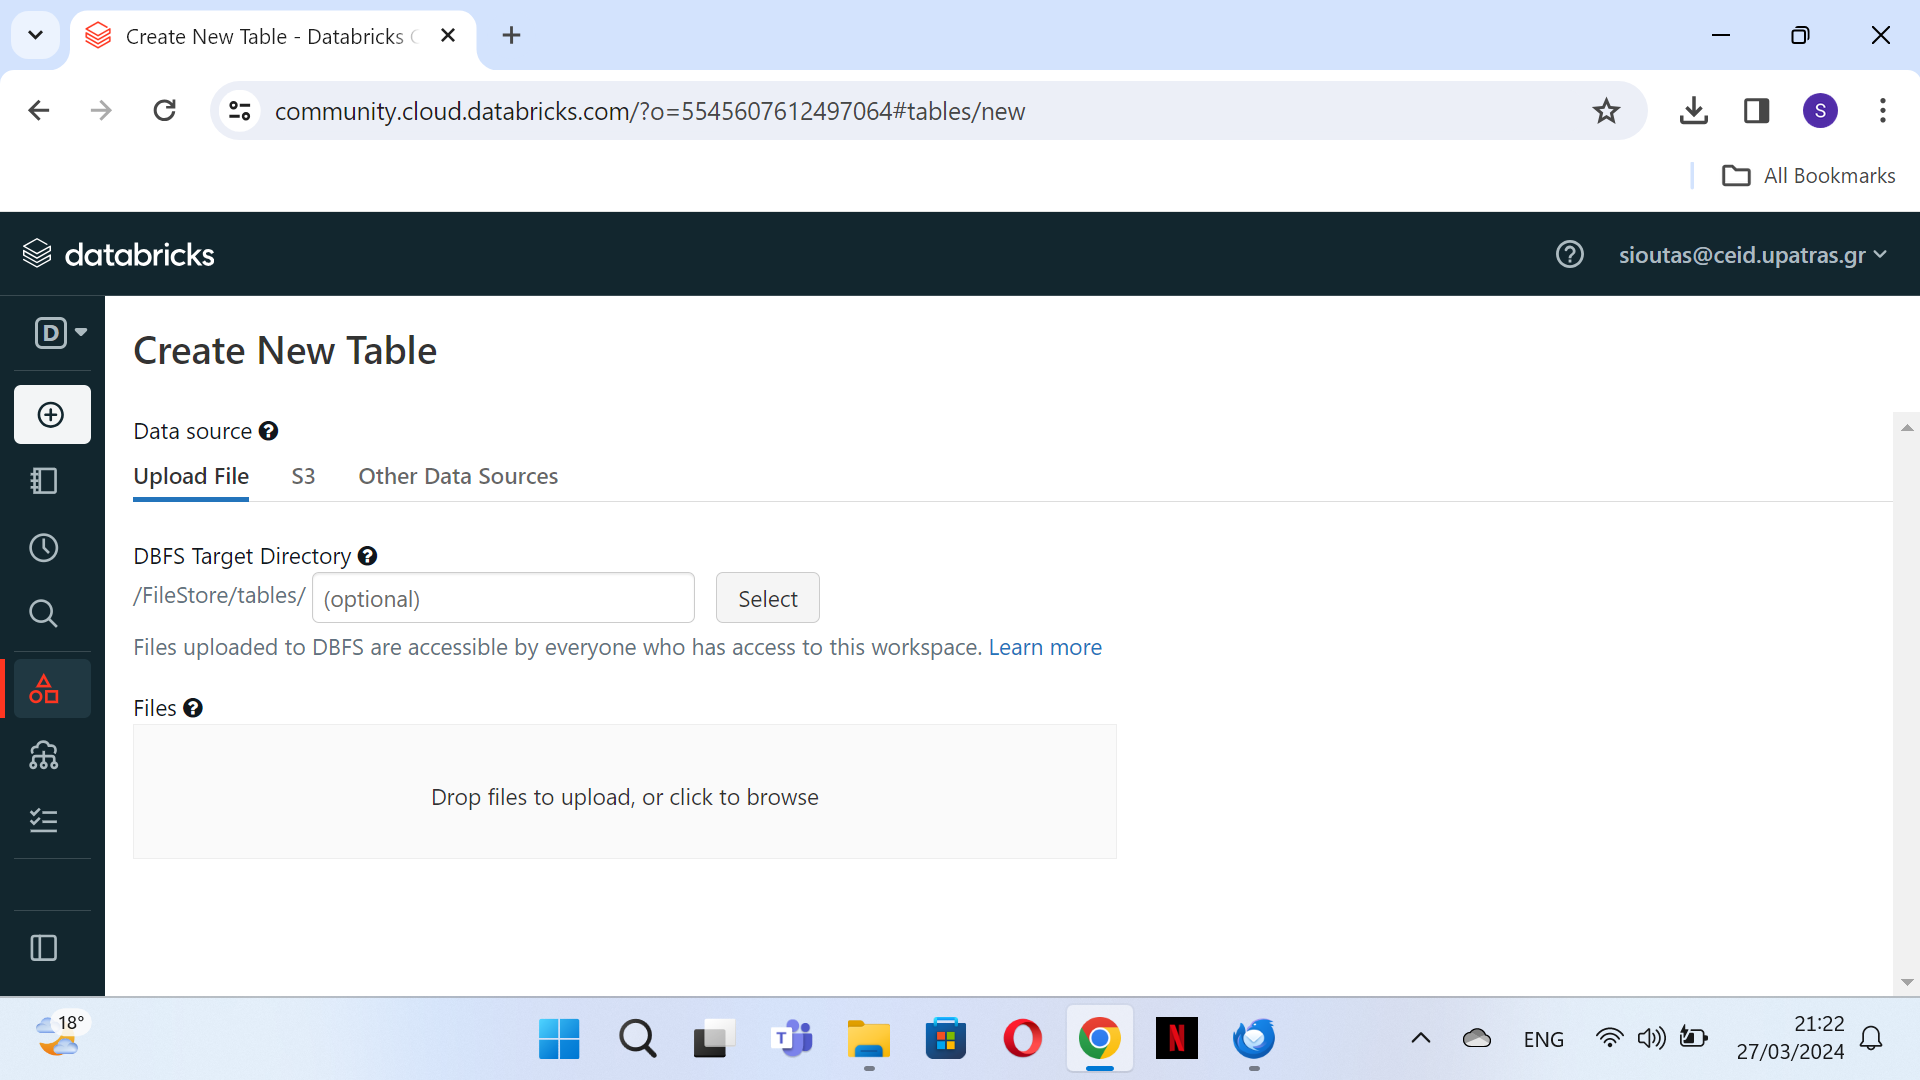 Create New Table - Databricks
community.cloud.databricks.com/?o=5545607612497064#tables/new
S
All Bookmarks
databricks
sioutas@ceid.upatras.gr
D
Create New Table
Data source
Upload File S3 Other Data Sources
DBFS Target Directory
/FileStore/tables/ (optional) Select
Files uploaded to DBFS are accessible by everyone who has access to this workspace. Learn more
Files
Drop files to upload, or click to browse
18°
T
N
ENG
21:22
27/03/2024